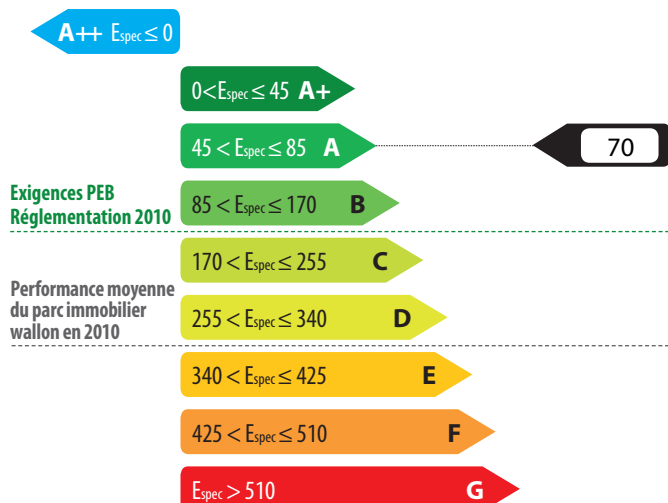 A++ Espec ≤ 0
0<Espec ≤ 45 A+
45 < Espec ≤ 85 A
70
Exigences PEB
Réglementation 2010
85 < Espec ≤ 170 B
170 < Espec ≤ 255 C
Performance moyenne
du parc immobilier
wallon en 2010
255 < Espec ≤ 340 D
340 < Espec ≤ 425 E
425 < Espec ≤ 510 F
Espec > 510 G